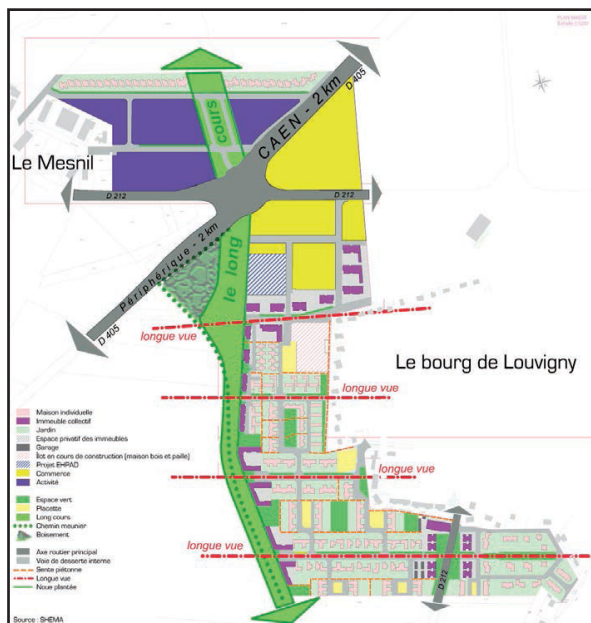 PLAN MASSE
D 405
CAEN - 2 km
cours
Le Mesnil
D 212
D 212
le long
Périphérique - 2 km
D 405
longue vue
Le bourg de Louvigny
longue vue
longue vue
longue vue
D 212
Maison individuelle
Immeuble collectif
Jardin
Espace privatif des immeubles
Garage
Îlot en cours de construction (maison bois et paille)
Projet EHPAD
Commerce
Activité
Espace vert
Placette
Long cours
Chemin meunier
Boisement
Axe routier principal
Voie de desserte interne
Sente piétonne
Longue vue
Noue plantée
Source : SHEMA